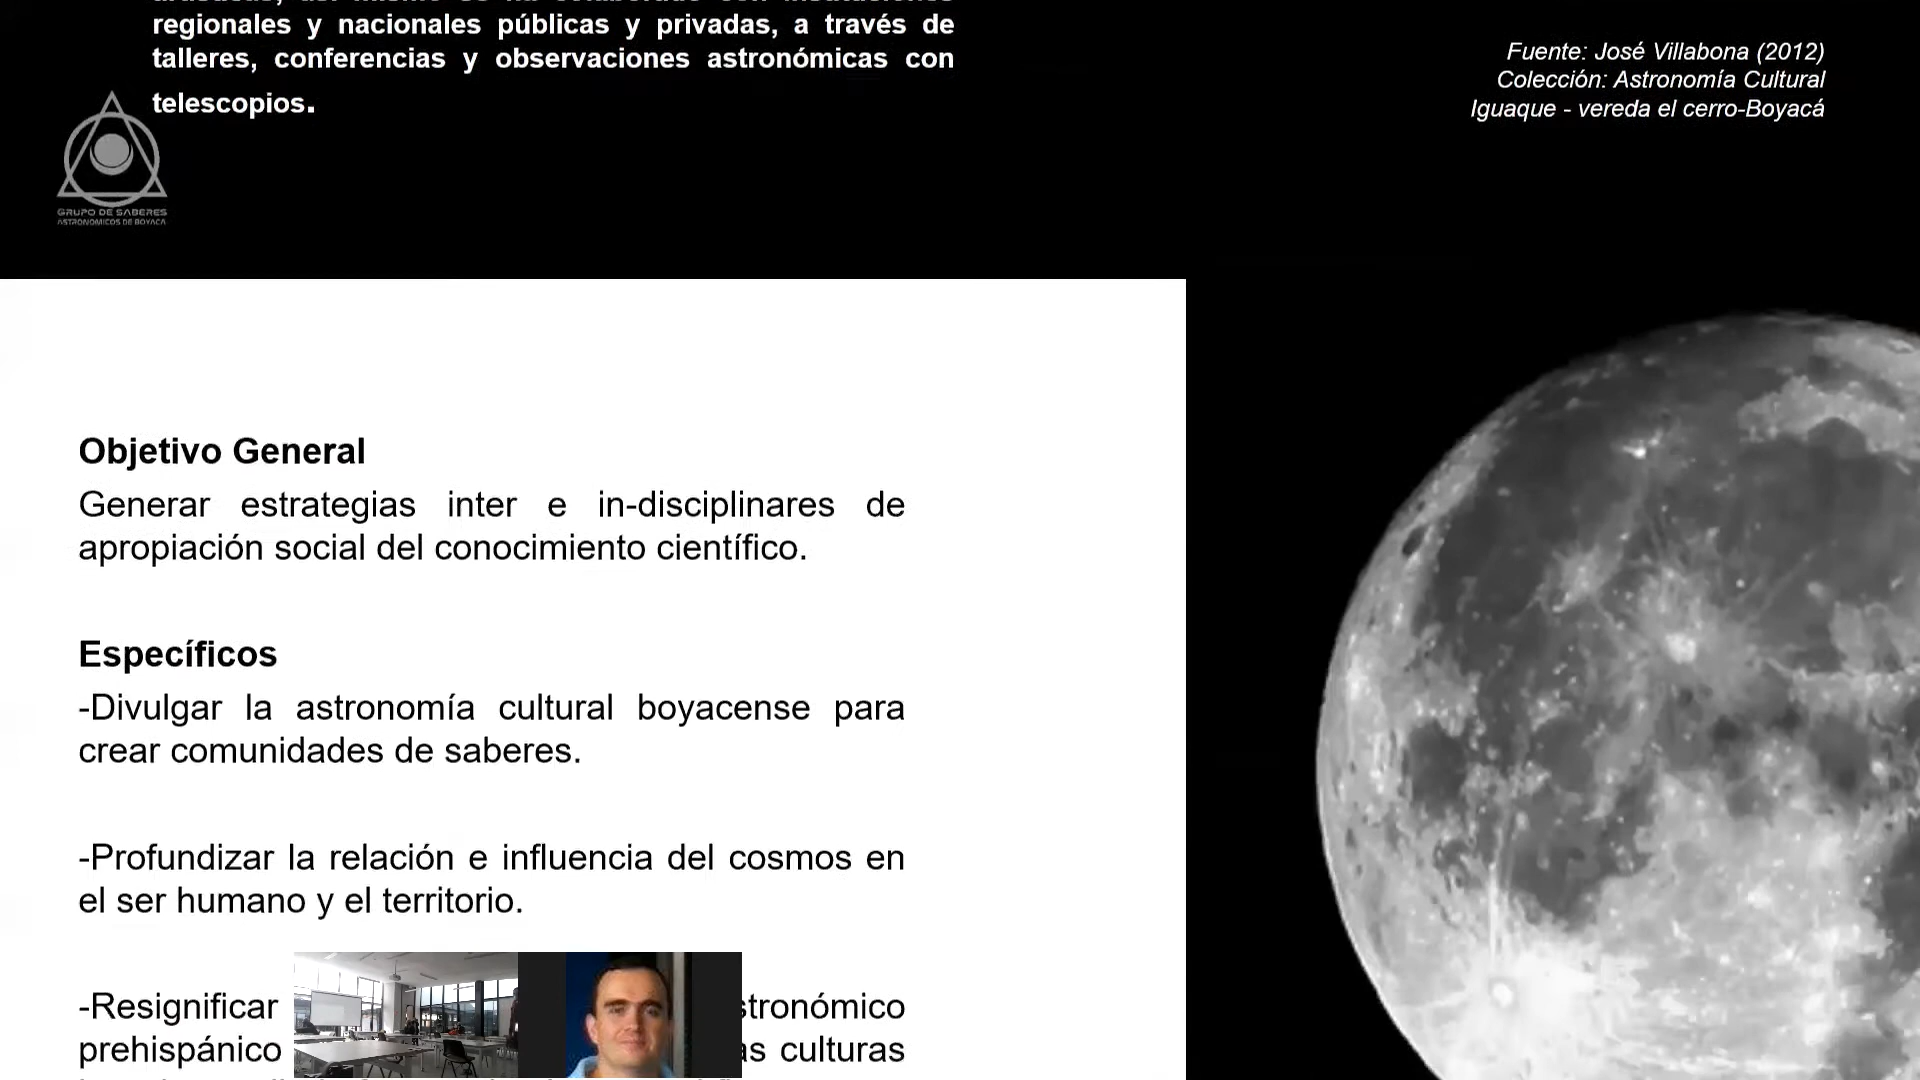 regionales y nacionales públicas y privadas, a través de
talleres, conferencias y observaciones astronómicas con
telescopios.
Fuente: José Villabona (2012)
Colección: Astronomía Cultural
Iguaque - vereda el cerro-Boyacá
GRUPO DE SABERES
ASTRONOMICOS DE BOYACA
Objetivo General
Generar estrategias inter e in-disciplinares de
apropiación social del conocimiento científico.
Específicos
-Divulgar la astronomía cultural boyacense para
crear comunidades de saberes.
-Profundizar la relación e influencia del cosmos en
el ser humano y el territorio.
-Resignificar stronómico
prehispánico as culturas